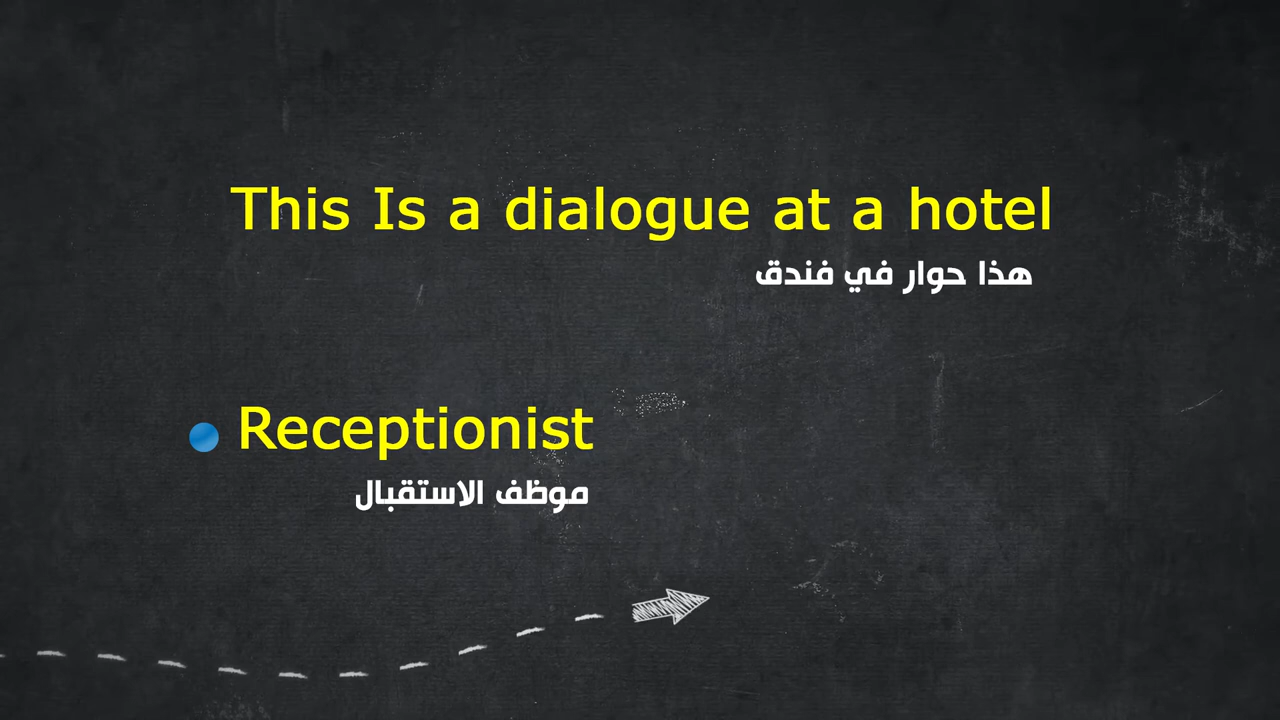 This Is a dialogue at a hotel
هذا حوار في فندق
Receptionist
موظف الاستقبال